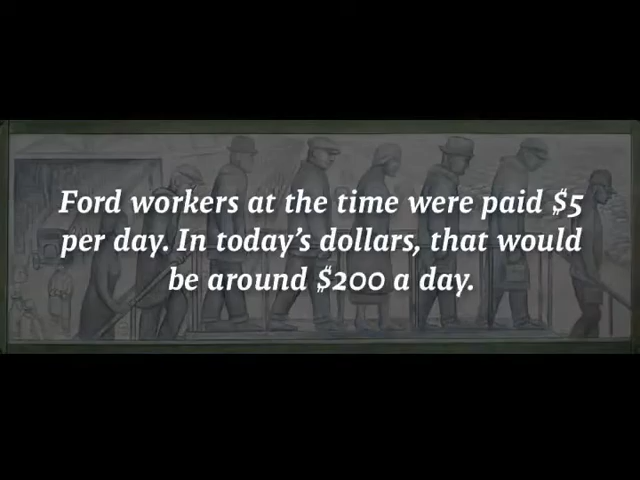 Ford workers at the time were paid $5
per day. In today's dollars, that would
be around $200 a day.